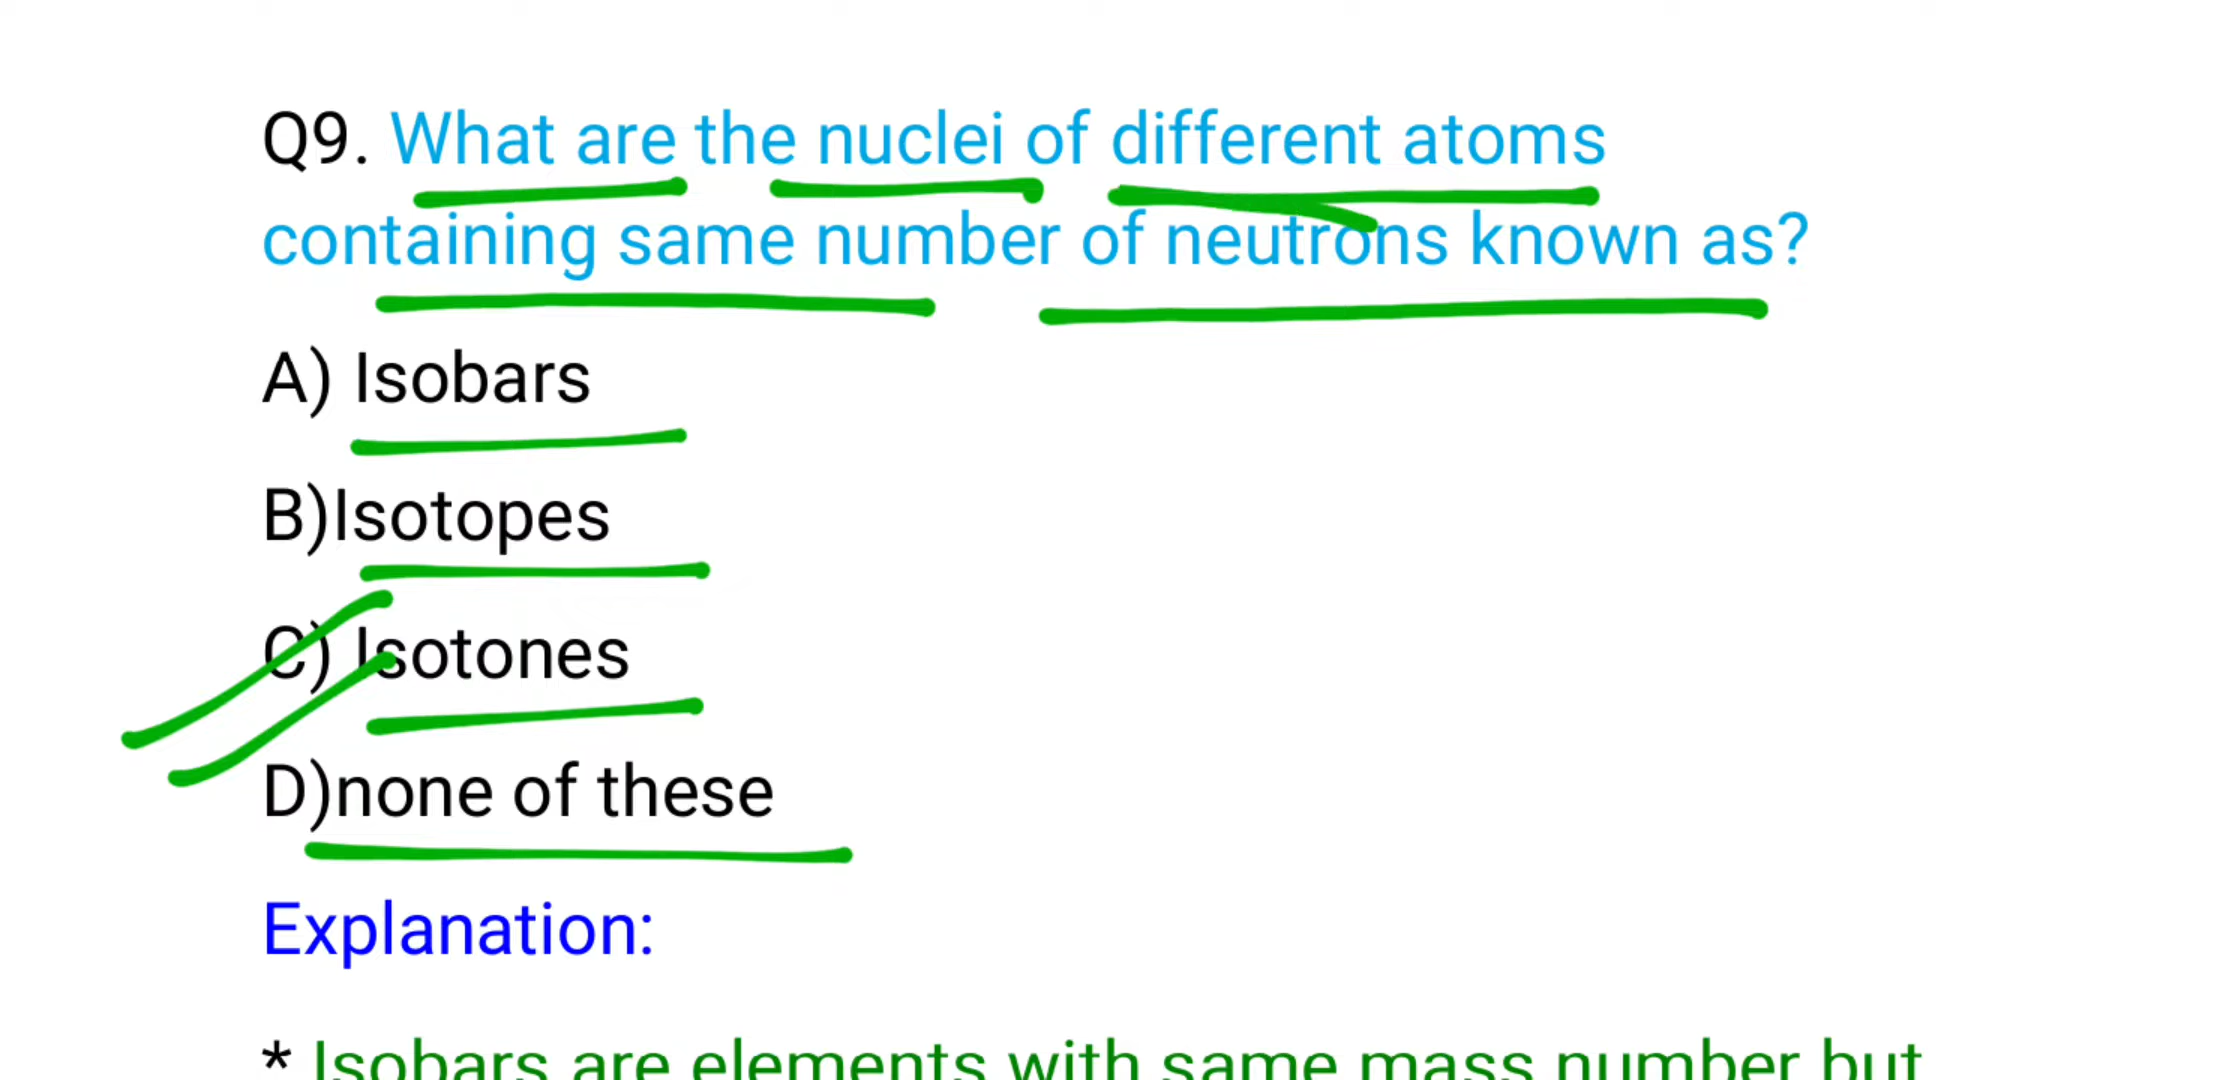 Q9. What are the nuclei of different atoms
containing same number of neutrons known as?
A) Isobars
B)Isotopes
C) Isotones
D)none of these
Explanation:
* Isobars are elements with same mass number but